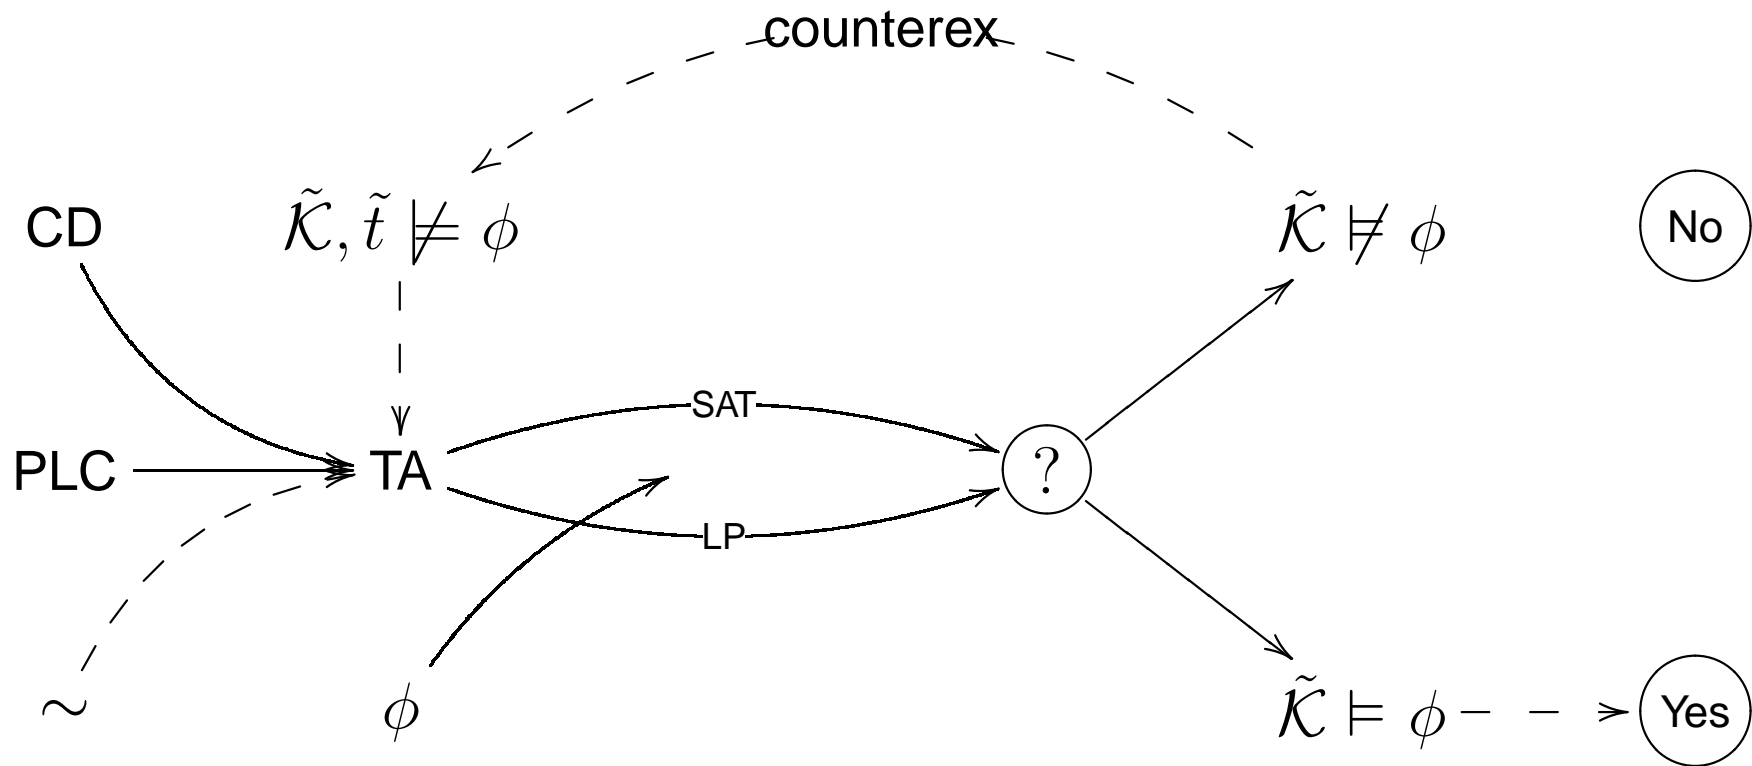 counterex
CD
𝒦̃, t̃ ⊭ ϕ
𝒦̃ ⊭ ϕ
No
SAT
PLC
TA
?
LP
∼
ϕ
𝒦̃ ⊨ ϕ
Yes